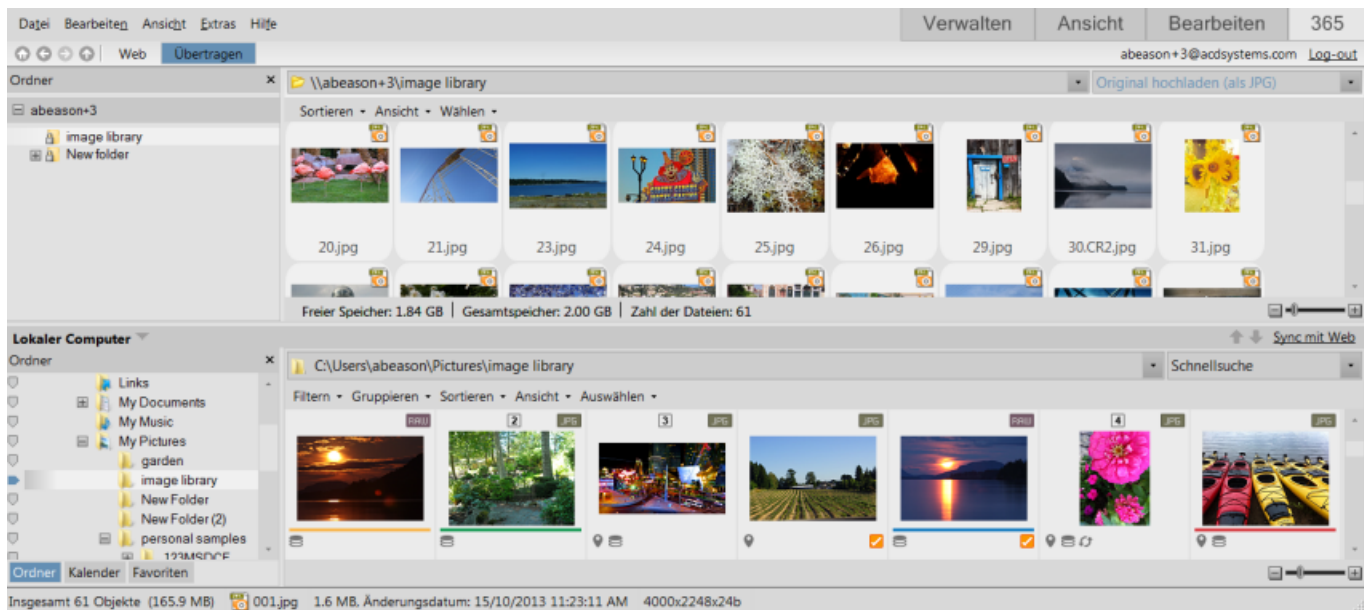 Datei Bearbeiten Ansicht Extras Hilfe Verwalten Ansicht Bearbeiten 365
Web Übertragen abeason+3@acdsystems.com Log-out
Ordner × \\abeason+3\image library Original hochladen (als JPG)
abeason+3 Sortieren Ansicht Wählen
image library
New folder
20.jpg 21.jpg 23.jpg 24.jpg 25.jpg 26.jpg 29.jpg 30.CR2.jpg 31.jpg
Freier Speicher: 1.84 GB | Gesamtspeicher: 2.00 GB | Zahl der Dateien: 61
Lokaler Computer Sync mit Web
Ordner × C:\Users\abeason\Pictures\image library Schnellsuche
Links Filtern Gruppieren Sortieren Ansicht Auswählen
My Documents
My Music RAW 2 JPG 3 JPG JPG RAW 4 JPG JPG
My Pictures
garden
image library
New Folder
New Folder (2)
personal samples
123MSDCF
Ordner Kalender Favoriten
Insgesamt 61 Objekte (165.9 MB) 001.jpg 1.6 MB, Änderungsdatum: 15/10/2013 11:23:11 AM 4000x2248x24b